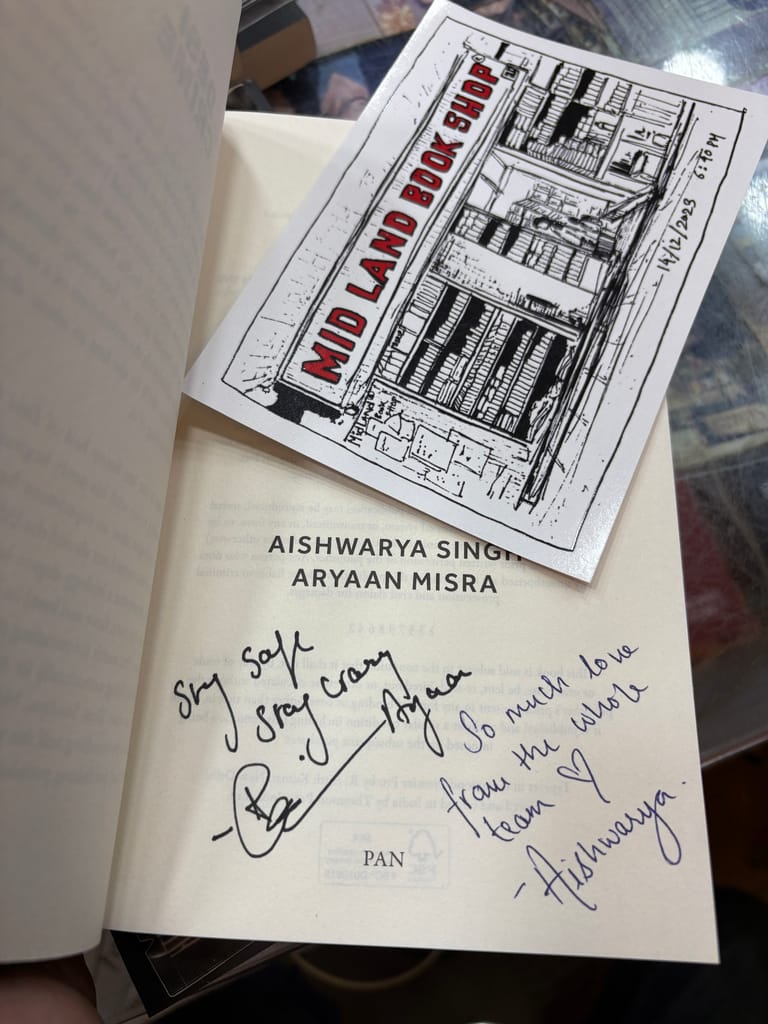 MID LAND BOOK SHOP
14/12/2023 6:40 PM
AISHWARYA SINGH
ARYAAN MISRA
Stay safe
stay crazy
- Aryaan
So much love
from the whole
team ♡
- Aishwarya.
PAN